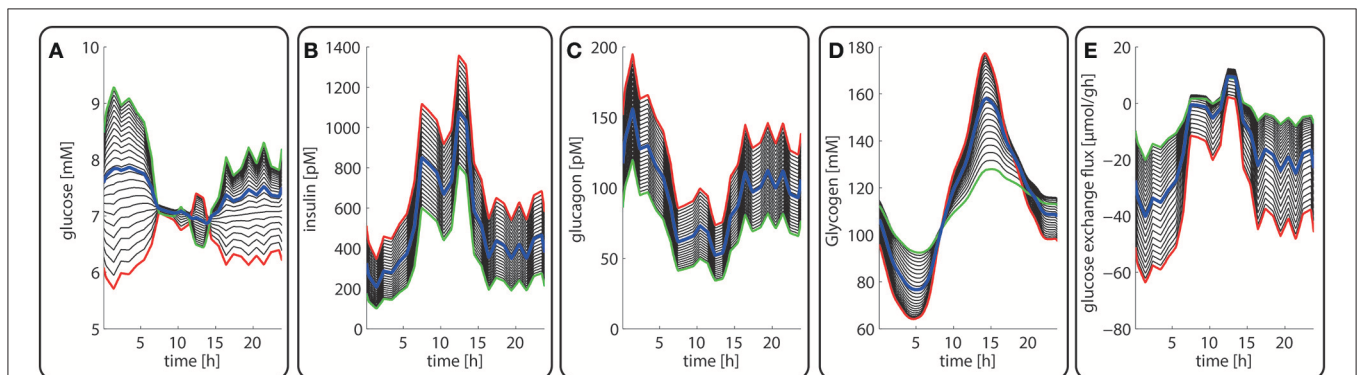 A
glucose [mM]
10
9
8
7
6
5
5 10 15 20
time [h]
B
insulin [pM]
1400
1200
1000
800
600
400
200
0
5 10 15 20
time [h]
C
glucagon [pM]
200
150
100
50
0
5 10 15 20
time [h]
D
Glycogen [mM]
180
160
140
120
100
80
60
5 10 15 20
time [h]
E
glucose exchange flux [μmol/gh]
20
0
−20
−40
−60
−80
5 10 15 20
time [h]